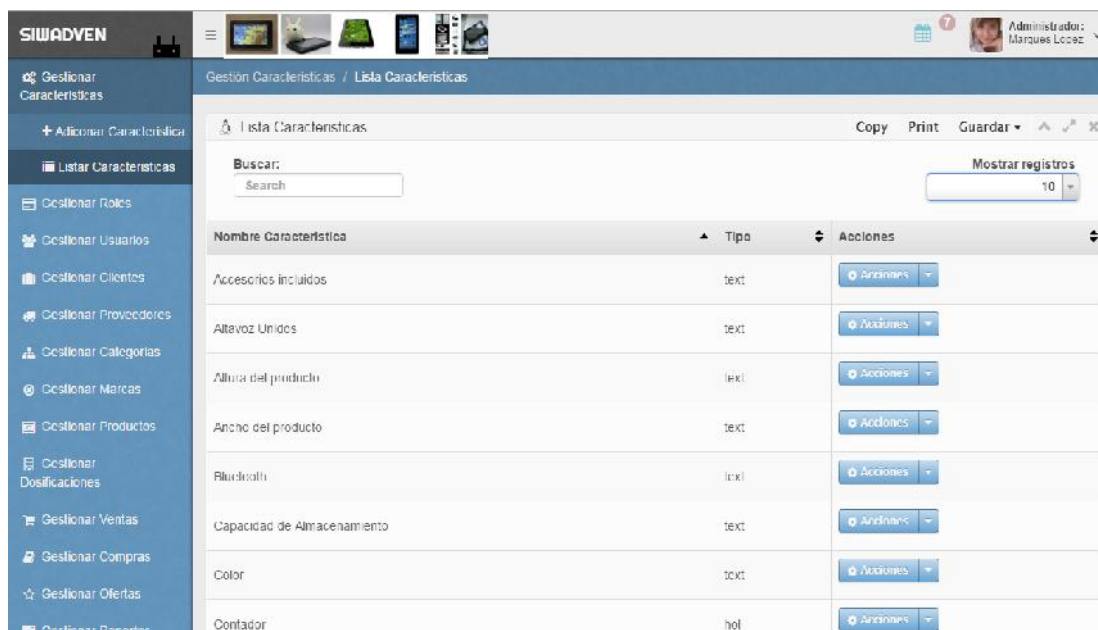 SIWADVEN
7
Administrador:
Marques Lopez
Gestionar
Caracteristicas
Gestión Caracteristicas / Lista Caracteristicas
+ Adiconar Caracteristica
Lista Caracteristicas
Copy Print Guardar
Listar Caracteristicas
Buscar:
Mostrar registros
Search
10
Gestionar Roles
Gestionar Usuarios
Nombre Caracteristica Tipo Acciones
Gestionar Clientes
Accesorios incluidos text Acciones
Gestionar Proveedores
Altavoz Unidos text Acciones
Gestionar Categorias
Altura del producto text Acciones
Gestionar Marcas
Gestionar Productos
Ancho del producto text Acciones
Gestionar
Dosificaciones
Bluetooth text Acciones
Gestionar Ventas
Capacidad de Almacenamiento text Acciones
Gestionar Compras
Color text Acciones
Gestionar Ofertas
Contador Acciones
Gestionar Reportes